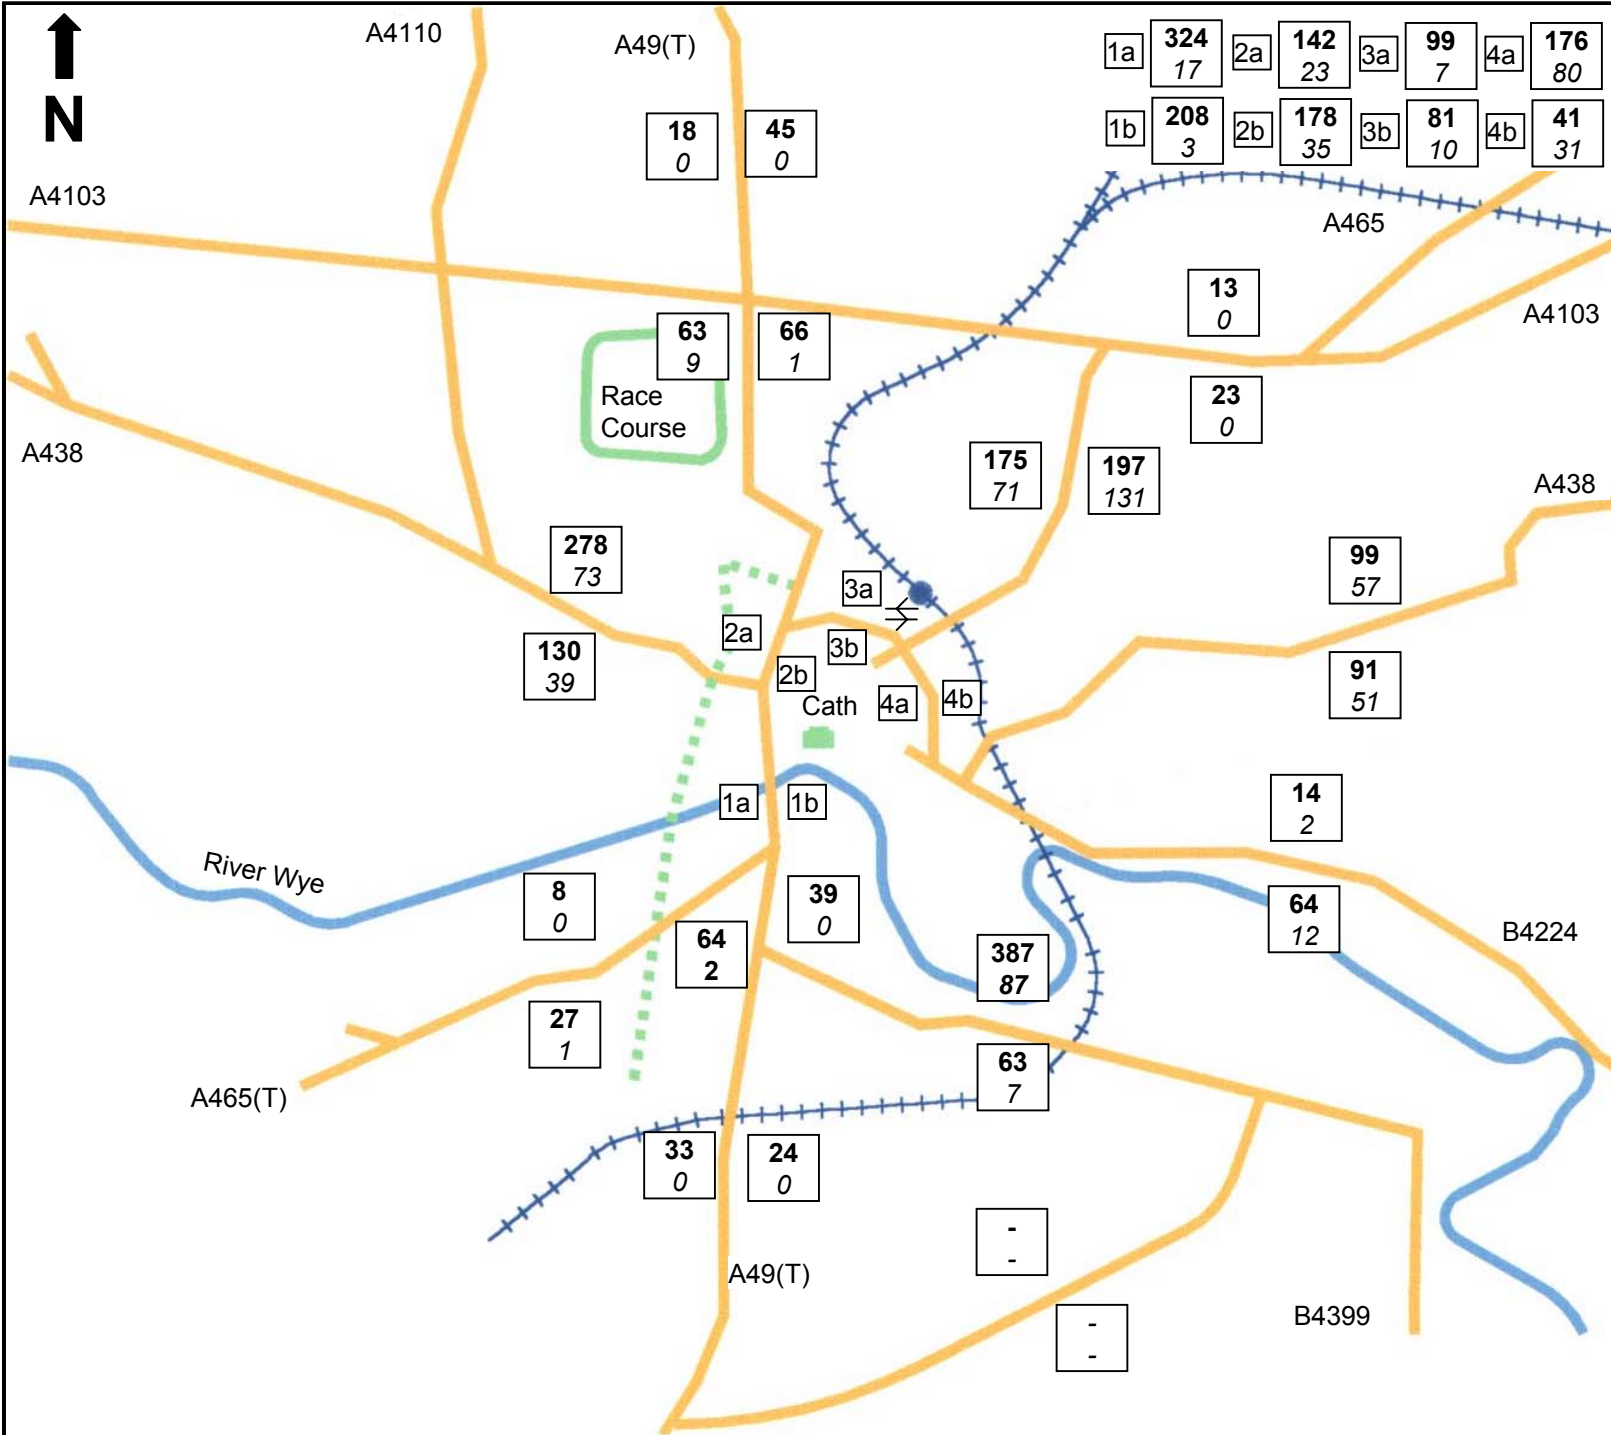 A4110
A49(T)
1a
324
17
2a
142
23
3a
99
7
4a
176
80
N
1b
208
3
2b
178
35
3b
81
10
4b
41
31
18
0
45
0
A4103
A465
13
0
A4103
63
9
66
1
Race
Course
23
0
A438
175
71
197
131
A438
278
73
99
57
3a
2a
3b
130
39
2b
91
51
Cath
4a
4b
1a
1b
14
2
River Wye
8
0
39
0
64
12
B4224
64
2
387
87
27
1
63
7
A465(T)
33
0
24
0
-
-
A49(T)
B4399
-
-